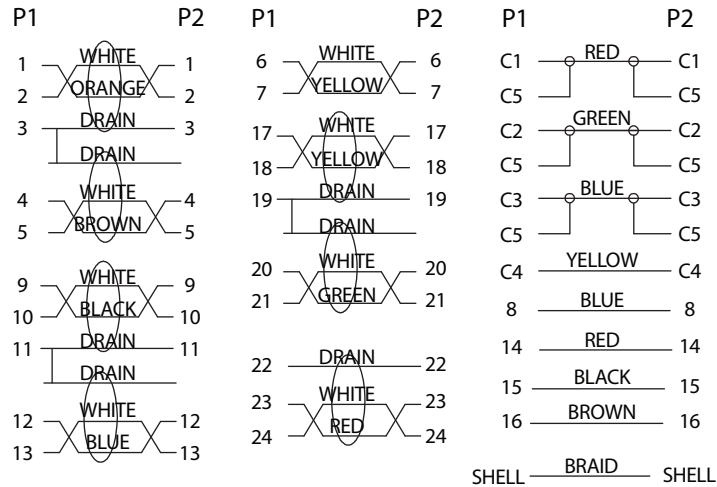 P1 P2
1 WHITE 1
2 ORANGE 2
3 DRAIN 3
DRAIN
4 WHITE 4
5 BROWN 5
9 WHITE 9
10 BLACK 10
11 DRAIN 11
DRAIN
12 WHITE 12
13 BLUE 13
P1 P2
6 WHITE 6
7 YELLOW 7
17 WHITE 17
18 YELLOW 18
19 DRAIN 19
DRAIN
20 WHITE 20
21 GREEN 21
22 DRAIN 22
23 WHITE 23
24 RED 24
P1 P2
C1 RED C1
C5 C5
C2 GREEN C2
C5 C5
C3 BLUE C3
C5 C5
C4 YELLOW C4
8 BLUE 8
14 RED 14
15 BLACK 15
16 BROWN 16
SHELL BRAID SHELL